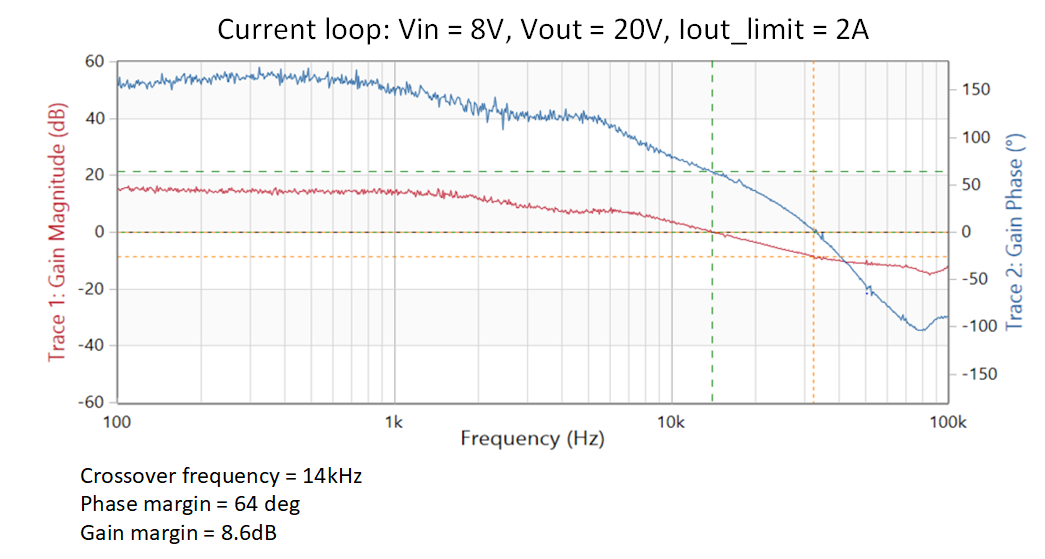 Current loop: Vin = 8V, Vout = 20V, Iout_limit = 2A
Trace 1: Gain Magnitude (dB)
60
40
20
0
-20
-40
-60
150
100
50
0
-50
-100
-150
Trace 2: Gain Phase (°)
100
1k
10k
100k
Frequency (Hz)
Crossover frequency = 14kHz
Phase margin = 64 deg
Gain margin = 8.6dB